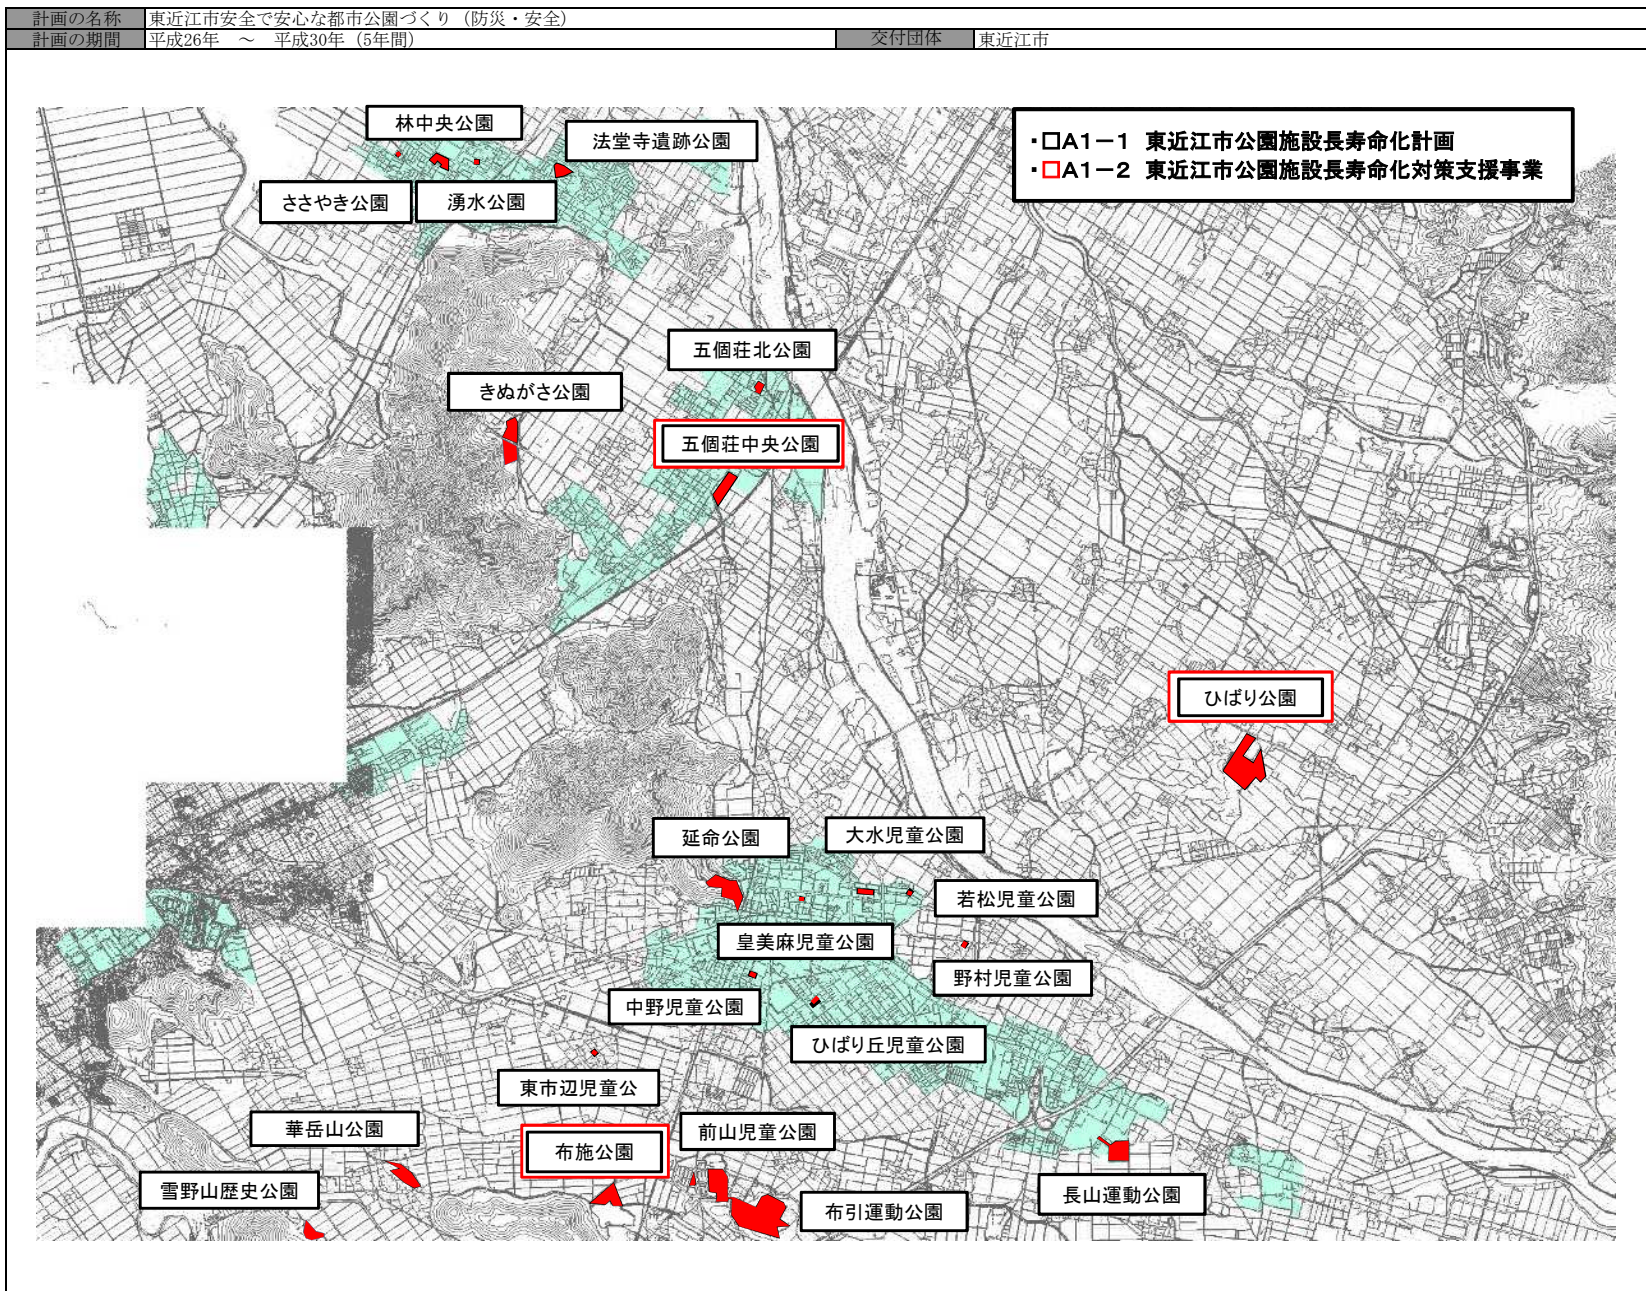 計画の名称 東近江市安全で安心な都市公園づくり（防災・安全）
計画の期間 平成26年 ～ 平成30年（5年間） 交付団体 東近江市
・□A1－1 東近江市公園施設長寿命化計画
・□A1－2 東近江市公園施設長寿命化対策支援事業
林中央公園
法堂寺遺跡公園
ささやき公園
湧水公園
五個荘北公園
きぬがさ公園
五個荘中央公園
ひばり公園
延命公園
大水児童公園
若松児童公園
皇美麻児童公園
野村児童公園
中野児童公園
ひばり丘児童公園
東市辺児童公
華岳山公園
前山児童公園
布施公園
雪野山歴史公園
長山運動公園
布引運動公園